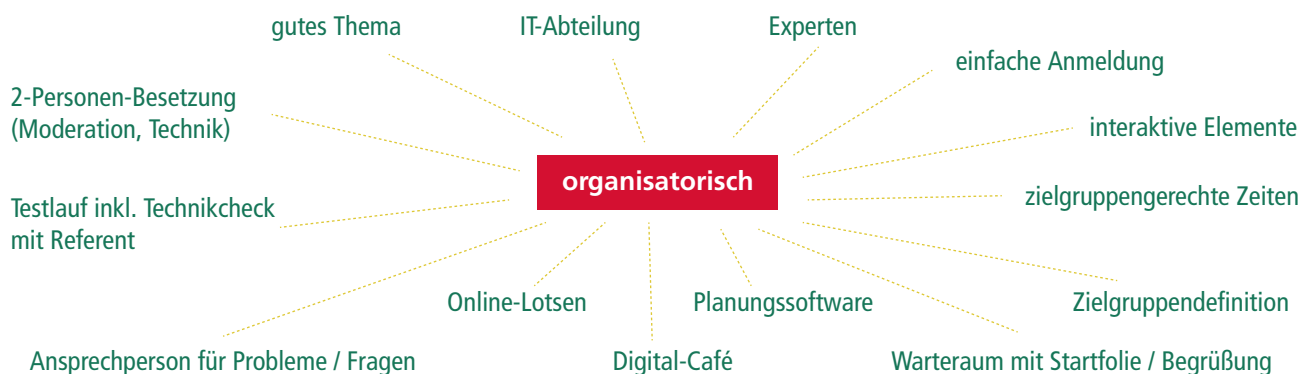 gutes Thema
IT-Abteilung
Experten
einfache Anmeldung
2-Personen-Besetzung
(Moderation, Technik)
interaktive Elemente
organisatorisch
Testlauf inkl. Technikcheck
mit Referent
zielgruppengerechte Zeiten
Online-Lotsen
Planungssoftware
Zielgruppendefinition
Ansprechperson für Probleme / Fragen
Digital-Café
Warteraum mit Startfolie / Begrüßung